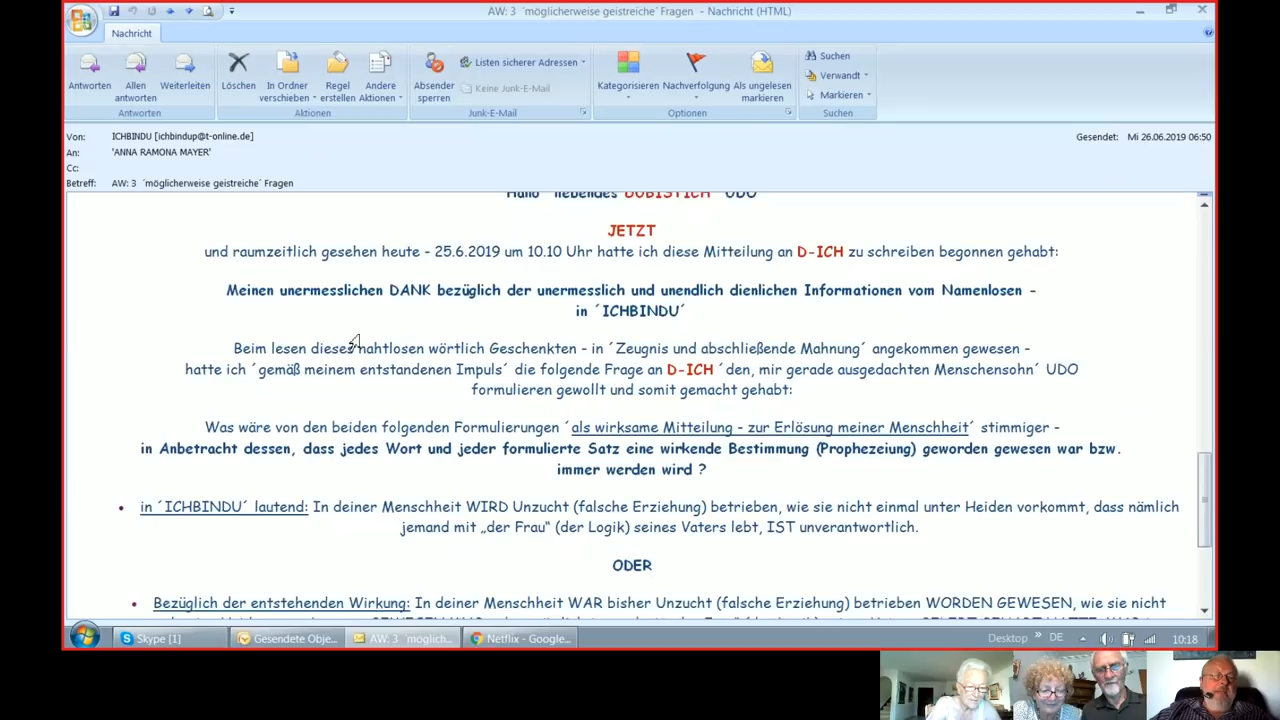 AW: 3 ´möglicherweise geistreiche´ Fragen - Nachricht (HTML)
Nachricht
Antworten
Allen antworten
Weiterleiten
Löschen
In Ordner verschieben
Regel erstellen
Andere Aktionen
Absender sperren
Listen sicherer Adressen
Keine Junk-E-Mail
Kategorisieren
Nachverfolgung
Als ungelesen markieren
Suchen
Verwandt
Markieren
Antworten
Aktionen
Junk-E-Mail
Optionen
Suchen
Von: ICHBINDU [ichbindup@t-online.de] Gesendet: Mi 26.06.2019 06:50
An: 'ANNA RAMONA MAYER'
Cc:
Betreff: AW: 3 ´möglicherweise geistreiche´ Fragen
UDO
JETZT
und raumzeitlich gesehen heute - 25.6.2019 um 10.10 Uhr hatte ich diese Mitteilung an D-ICH zu schreiben begonnen gehabt:
Meinen unermesslichen DANK bezüglich der unermesslich und unendlich dienlichen Informationen vom Namenlosen -
in ´ICHBINDU´
Beim lesen dieses nahtlosen wörtlich Geschenkten - in ´Zeugnis und abschließende Mahnung´ angekommen gewesen -
hatte ich ´gemäß meinem entstandenen Impuls´ die folgende Frage an D-ICH ´den, mir gerade ausgedachten Menschensohn´ UDO
formulieren gewollt und somit gemacht gehabt:
Was wäre von den beiden folgenden Formulierungen ´als wirksame Mitteilung - zur Erlösung meiner Menschheit´ stimmiger -
in Anbetracht dessen, dass jedes Wort und jeder formulierte Satz eine wirkende Bestimmung (Prophezeiung) geworden gewesen war bzw.
immer werden wird ?
• in ´ICHBINDU´ lautend: In deiner Menschheit WIRD Unzucht (falsche Erziehung) betrieben, wie sie nicht einmal unter Heiden vorkommt, dass nämlich
jemand mit „der Frau“ (der Logik) seines Vaters lebt, IST unverantwortlich.
ODER
• Bezüglich der entstehenden Wirkung: In deiner Menschheit WAR bisher Unzucht (falsche Erziehung) betrieben WORDEN GEWESEN, wie sie nicht
Skype [1]
Gesendete Obje...
AW: 3 ´möglich...
Netflix - Google...
Desktop » DE 10:18